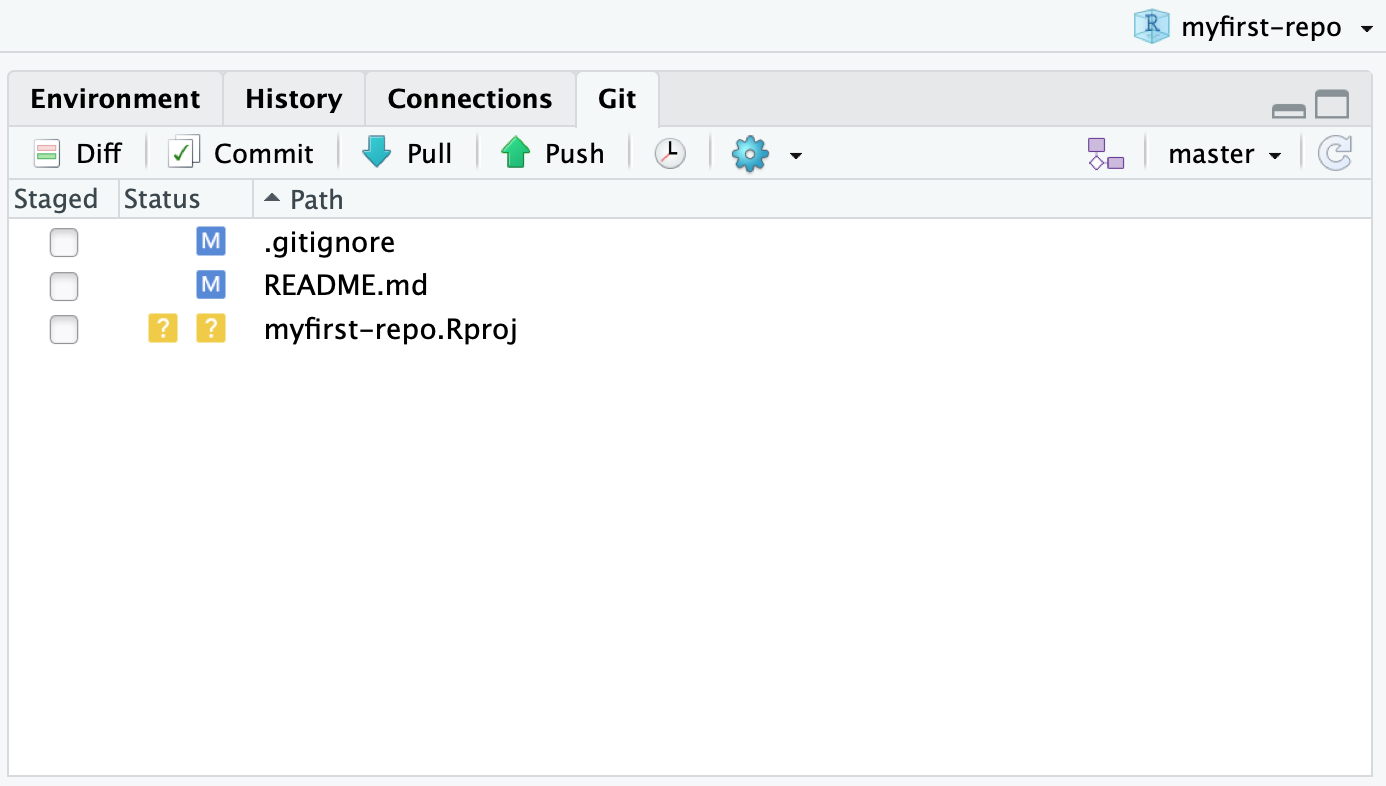 myfirst-repo
Environment History Connections Git
Diff Commit Pull Push master
Staged Status Path
M .gitignore
M README.md
? ? myfirst-repo.Rproj